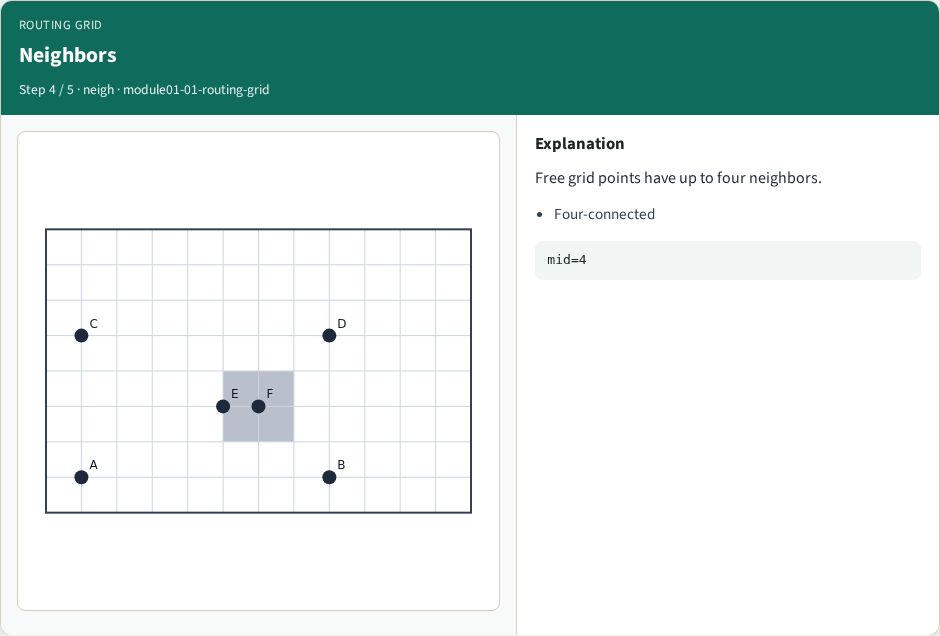 ROUTING GRID
Neighbors
Step 4 / 5 · neigh · module01-01-routing-grid
C
D
E
F
A
B
Explanation
Free grid points have up to four neighbors.
• Four-connected
mid=4